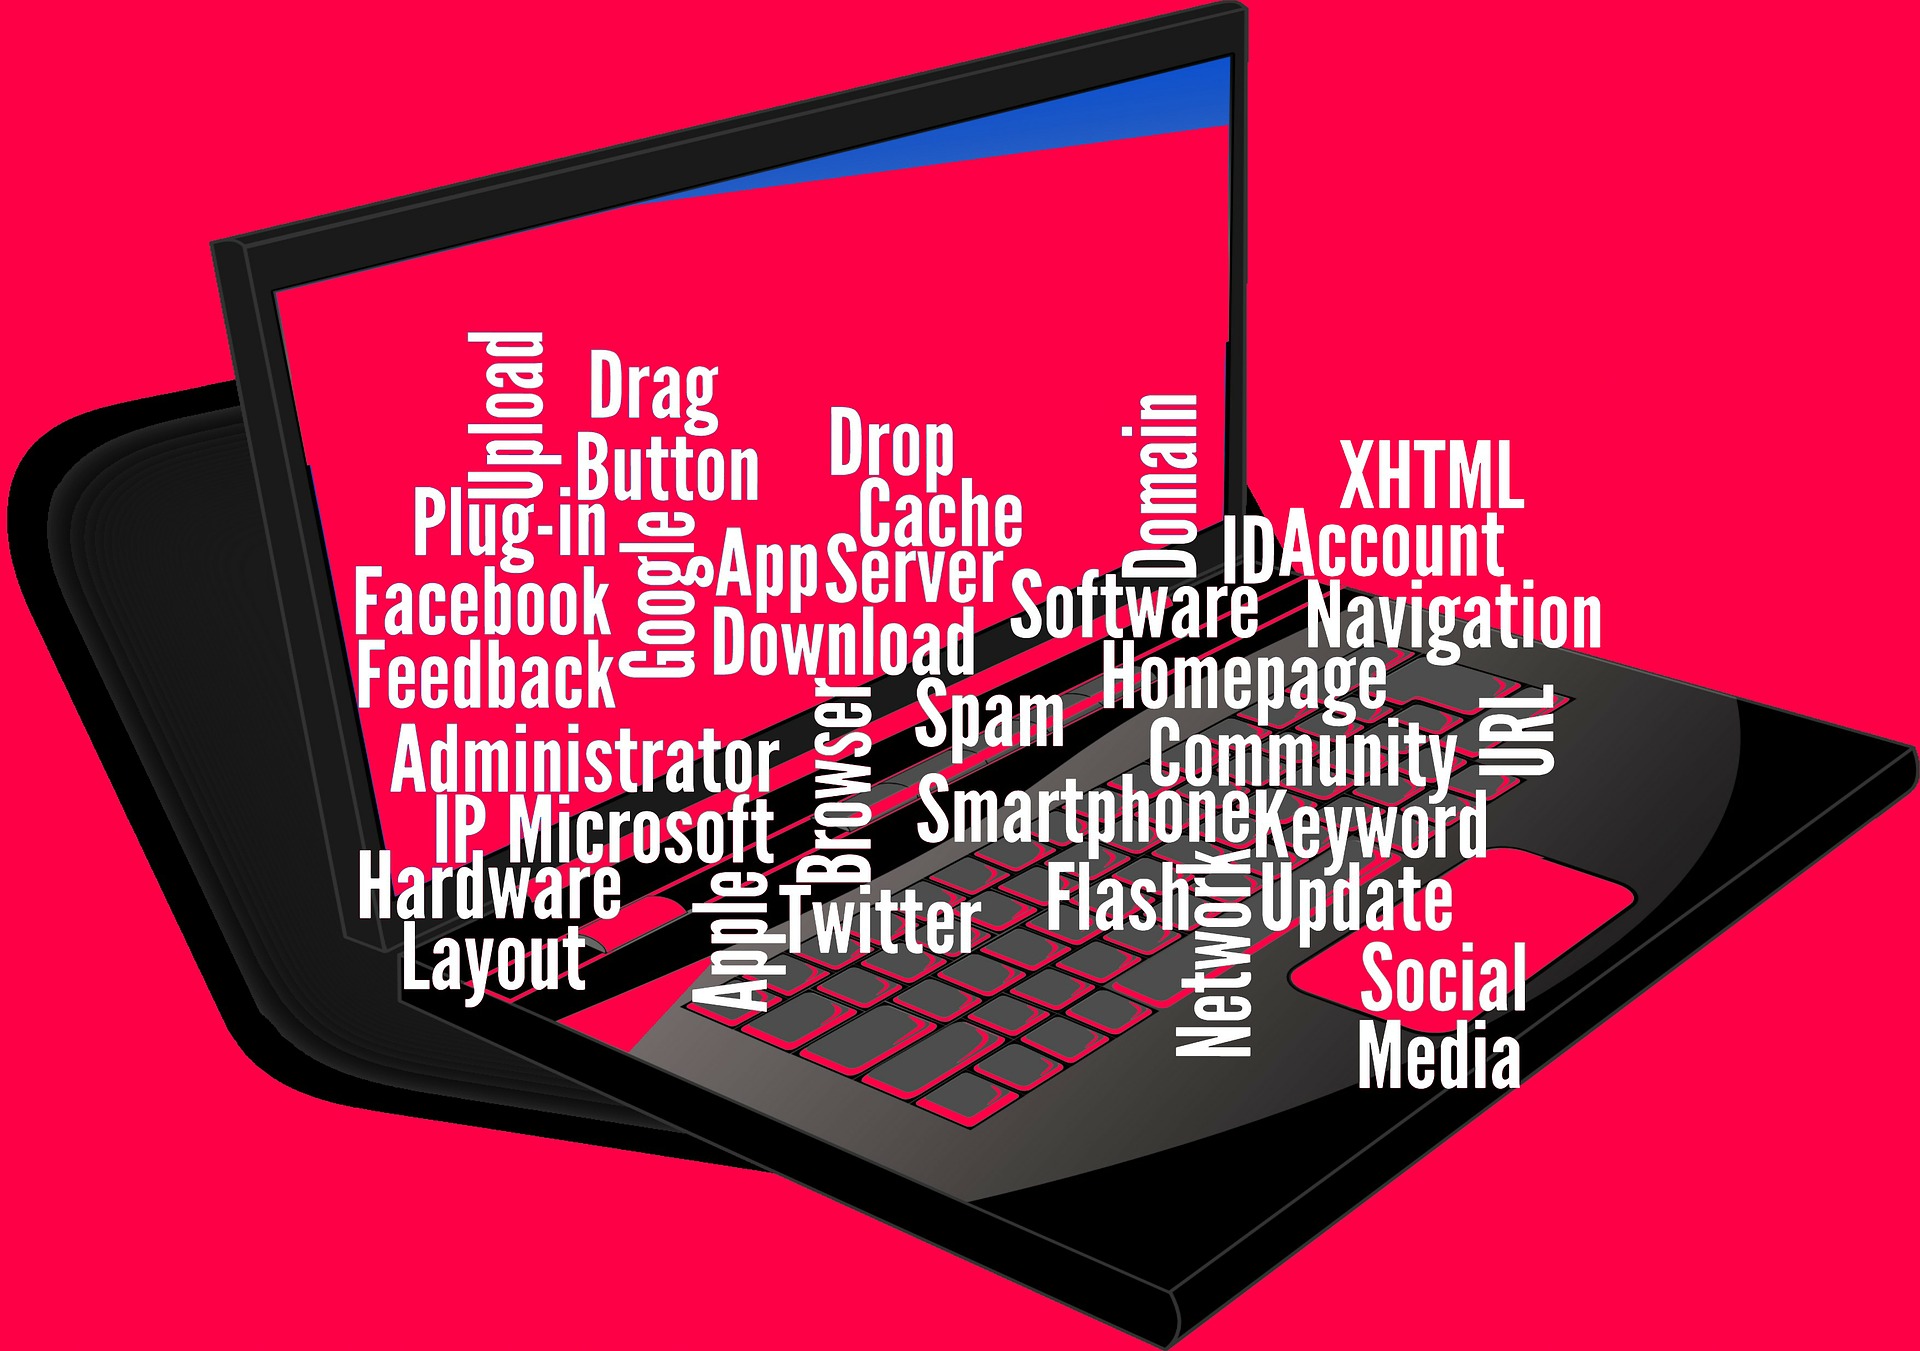 Upload
Drag
Button
Drop
Domain
XHTML
Plug-in
Google
Cache
App
Server
ID
Account
Facebook
Software
Navigation
Download
Feedback
Homepage
Browser
Spam
URL
Administrator
Community
IP
Microsoft
Smartphone
Keyword
Hardware
Apple
Twitter
Flash
Network
Update
Layout
Social
Media